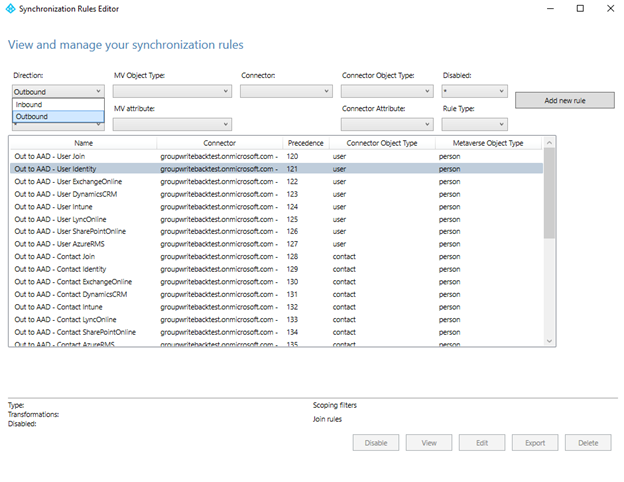 Synchronization Rules Editor
View and manage your synchronization rules
Direction: MV Object Type: Connector: Connector Object Type: Disabled:
Outbound *
Add new rule
Inbound
Outbound
MV attribute: Connector Attribute: Rule Type:
*
Name Connector Precedence Connector Object Type Metaverse Object Type
Out to AAD - User Join groupwritebacktest.onmicrosoft.com - 120 user person
Out to AAD - User Identity groupwritebacktest.onmicrosoft.com - 121 user person
Out to AAD - User ExchangeOnline groupwritebacktest.onmicrosoft.com - 122 user person
Out to AAD - User DynamicsCRM groupwritebacktest.onmicrosoft.com - 123 user person
Out to AAD - User Intune groupwritebacktest.onmicrosoft.com - 124 user person
Out to AAD - User LyncOnline groupwritebacktest.onmicrosoft.com - 125 user person
Out to AAD - User SharePointOnline groupwritebacktest.onmicrosoft.com - 126 user person
Out to AAD - User AzureRMS groupwritebacktest.onmicrosoft.com - 127 user person
Out to AAD - Contact Join groupwritebacktest.onmicrosoft.com - 128 contact person
Out to AAD - Contact Identity groupwritebacktest.onmicrosoft.com - 129 contact person
Out to AAD - Contact ExchangeOnline groupwritebacktest.onmicrosoft.com - 130 contact person
Out to AAD - Contact DynamicsCRM groupwritebacktest.onmicrosoft.com - 131 contact person
Out to AAD - Contact Intune groupwritebacktest.onmicrosoft.com - 132 contact person
Out to AAD - Contact LyncOnline groupwritebacktest.onmicrosoft.com - 133 contact person
Out to AAD - Contact SharePointOnline groupwritebacktest.onmicrosoft.com - 134 contact person
Out to AAD - Contact AzureRMS groupwritebacktest.onmicrosoft.com - 135 contact person
Type: Scoping filters
Transformations:
Join rules
Disabled:
Disable View Edit Export Delete